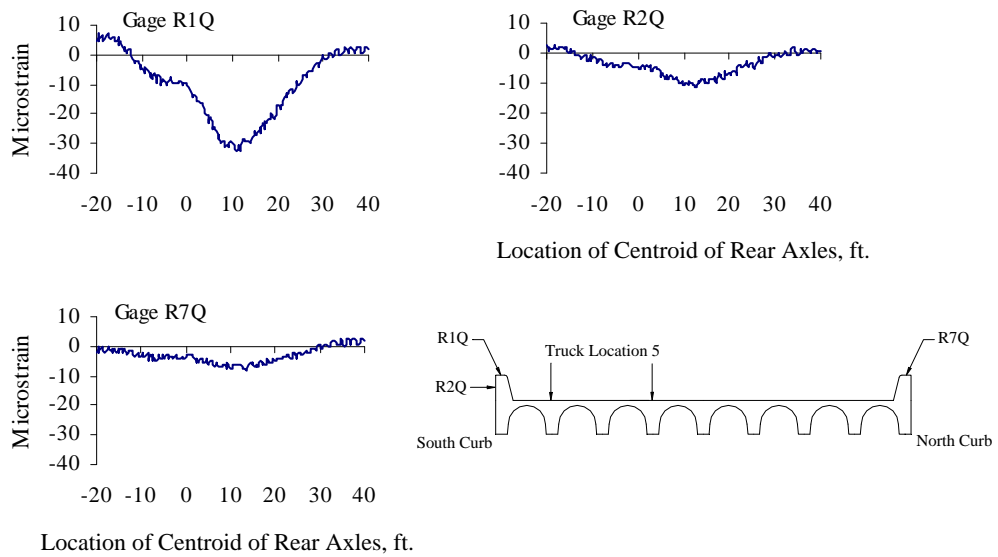 Gage R1Q
10
0
-10
-20
-30
-40
Microstrain
-20 -10 0 10 20 30 40
Gage R2Q
10
0
-10
-20
-30
-40
-20 -10 0 10 20 30 40
Location of Centroid of Rear Axles, ft.
Gage R7Q
10
0
-10
-20
-30
-40
Microstrain
-20 -10 0 10 20 30 40
Location of Centroid of Rear Axles, ft.
R1Q
Truck Location 5
R7Q
R2Q
South Curb
North Curb